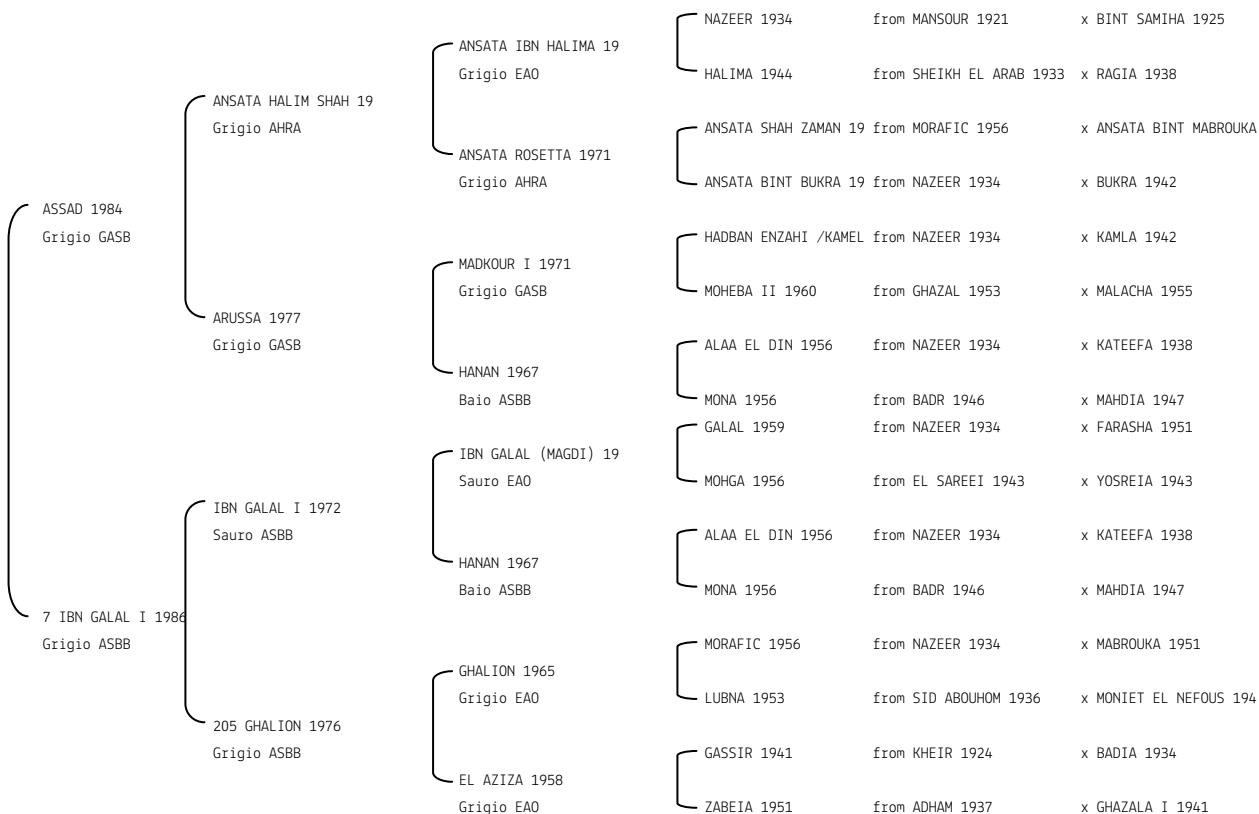 NAZEER 1934 from MANSOUR 1921 x BINT SAMIHA 1925
ANSATA IBN HALIMA 19
Grigio EAO HALIMA 1944 from SHEIKH EL ARAB 1933 x RAGIA 1938
ANSATA HALIM SHAH 19
Grigio AHRA ANSATA SHAH ZAMAN 19 from MORAFIC 1956 x ANSATA BINT MABROUKA
ANSATA ROSETTA 1971
Grigio AHRA ANSATA BINT BUKRA 19 from NAZEER 1934 x BUKRA 1942
ASSAD 1984
Grigio GASB HADBAN ENZAHI /KAMEL from NAZEER 1934 x KAMLA 1942
MADKOUR I 1971
Grigio GASB MOHEBA II 1960 from GHAZAL 1953 x MALACHA 1955
ARUSSA 1977
Grigio GASB ALAA EL DIN 1956 from NAZEER 1934 x KATEEFA 1938
HANAN 1967
Baio ASBB MONA 1956 from BADR 1946 x MAHDIA 1947
GALAL 1959 from NAZEER 1934 x FARASHA 1951
IBN GALAL (MAGDI) 19
Sauro EAO MOHGA 1956 from EL SAREEI 1943 x YOSREIA 1943
IBN GALAL I 1972
Sauro ASBB ALAA EL DIN 1956 from NAZEER 1934 x KATEEFA 1938
HANAN 1967
Baio ASBB MONA 1956 from BADR 1946 x MAHDIA 1947
7 IBN GALAL I 1986
Grigio ASBB MORAFIC 1956 from NAZEER 1934 x MABROUKA 1951
GHALION 1965
Grigio EAO LUBNA 1953 from SID ABOUHOM 1936 x MONIET EL NEFOUS 194
205 GHALION 1976
Grigio ASBB GASSIR 1941 from KHEIR 1924 x BADIA 1934
EL AZIZA 1958
Grigio EAO ZABEIA 1951 from ADHAM 1937 x GHAZALA I 1941